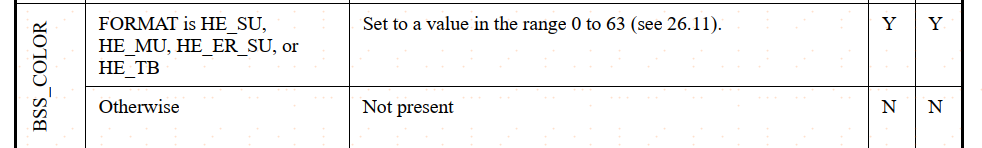 BSS_COLOR
FORMAT is HE_SU, Set to a value in the range 0 to 63 (see 26.11). Y Y
HE_MU, HE_ER_SU, or
HE_TB
Otherwise Not present N N